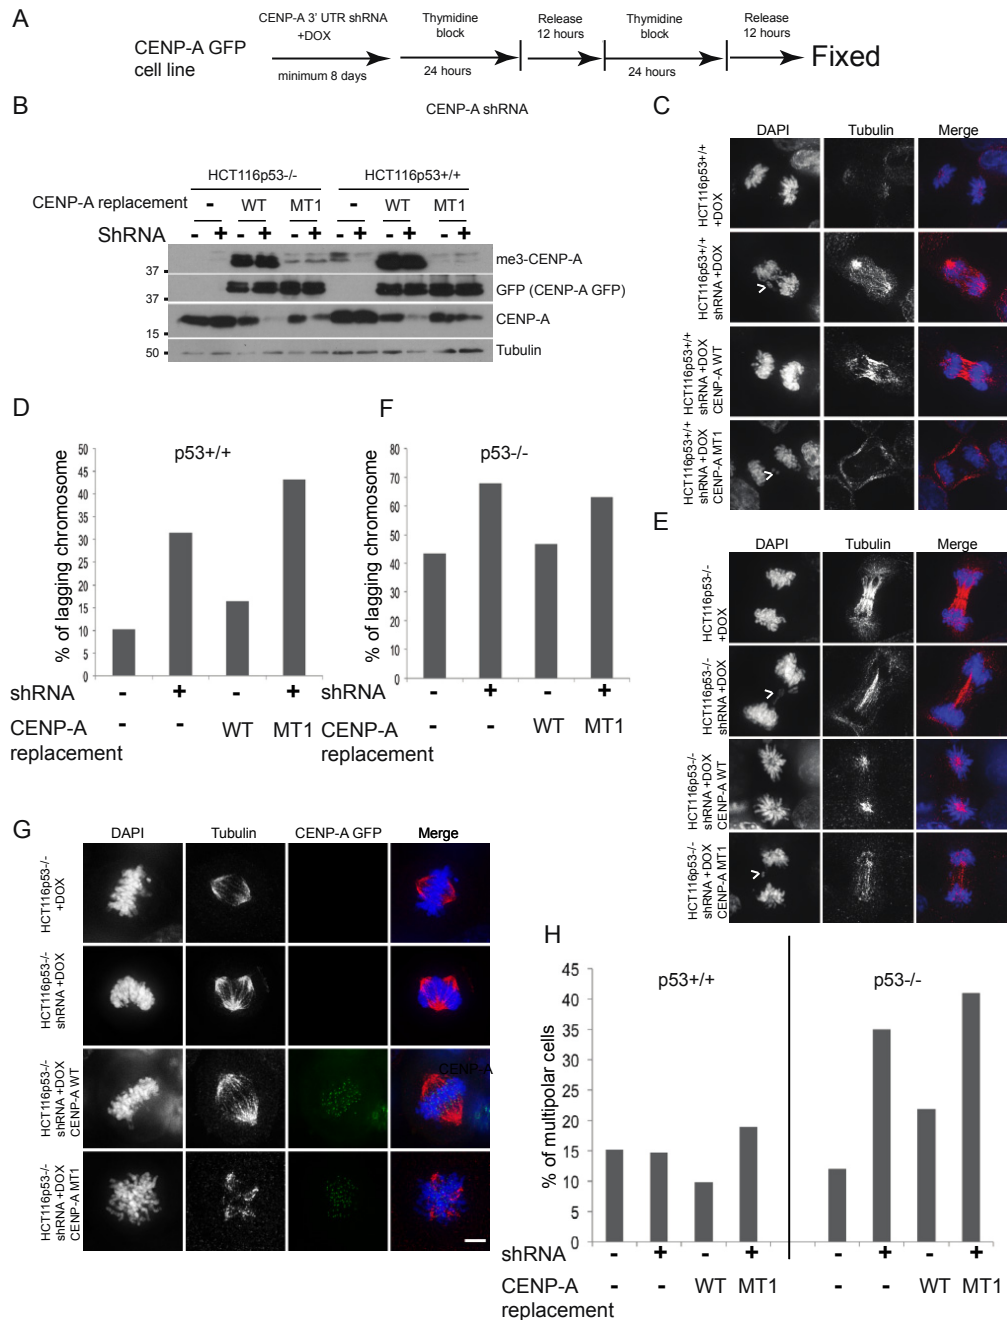 A
CENP-A GFP
cell line
CENP-A 3' UTR shRNA
+DOX
minimum 8 days
Thymidine
block
24 hours
Release
12 hours
Thymidine
block
24 hours
Release
12 hours
Fixed
B
CENP-A shRNA
HCT116p53-/-
HCT116p53+/+
CENP-A replacement
- WT MT1 - WT MT1
ShRNA
- + - + - + - + - + - +
37
me3-CENP-A
37
GFP (CENP-A GFP)
15
25
CENP-A
50
Tubulin
C
DAPI Tubulin Merge
HCT116p53+/+
+DOX
HCT116p53+/+
shRNA +DOX
HCT116p53+/+
shRNA +DOX
CENP-A WT
HCT116p53+/+
shRNA +DOX
CENP-A MT1
D
p53+/+
% of lagging chromosome
50
45
40
35
30
25
20
15
10
5
0
shRNA
- + - +
CENP-A
replacement
- - WT MT1
F
p53-/-
% of lagging chromosome
80
70
60
50
40
30
20
10
0
- + - +
- - WT MT1
E
DAPI Tubulin Merge
HCT116p53-/-
+DOX
HCT116p53-/-
shRNA +DOX
HCT116p53-/-
shRNA +DOX
CENP-A WT
HCT116p53-/-
shRNA +DOX
CENP-A MT1
G
DAPI Tubulin CENP-A GFP Merge
HCT116p53-/-
+DOX
HCT116p53-/-
shRNA +DOX
HCT116p53-/-
shRNA +DOX
CENP-A WT
CENP-A
HCT116p53-/-
shRNA +DOX
CENP-A MT1
H
p53+/+
p53-/-
% of multipolar cells
45
40
35
30
25
20
15
10
5
0
shRNA
- + - + - + - +
CENP-A
replacement
- - WT MT1 - - WT MT1